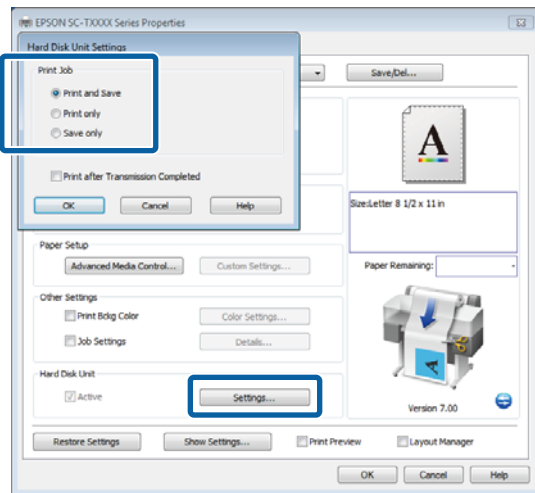 EPSON SC-TXXXX Series Properties
Hard Disk Unit Settings
Print Job
Print and Save
Print only
Save only
Print after Transmission Completed
OK Cancel Help
Save/Del...
A
Size:Letter 8 1/2 x 11 in
Paper Setup
Advanced Media Control... Custom Settings...
Paper Remaining:
Other Settings
Print Bckg Color Color Settings...
Job Settings Details...
Hard Disk Unit
Active Settings...
A
Version 7.00
Restore Settings Show Settings... Print Preview Layout Manager
OK Cancel Help